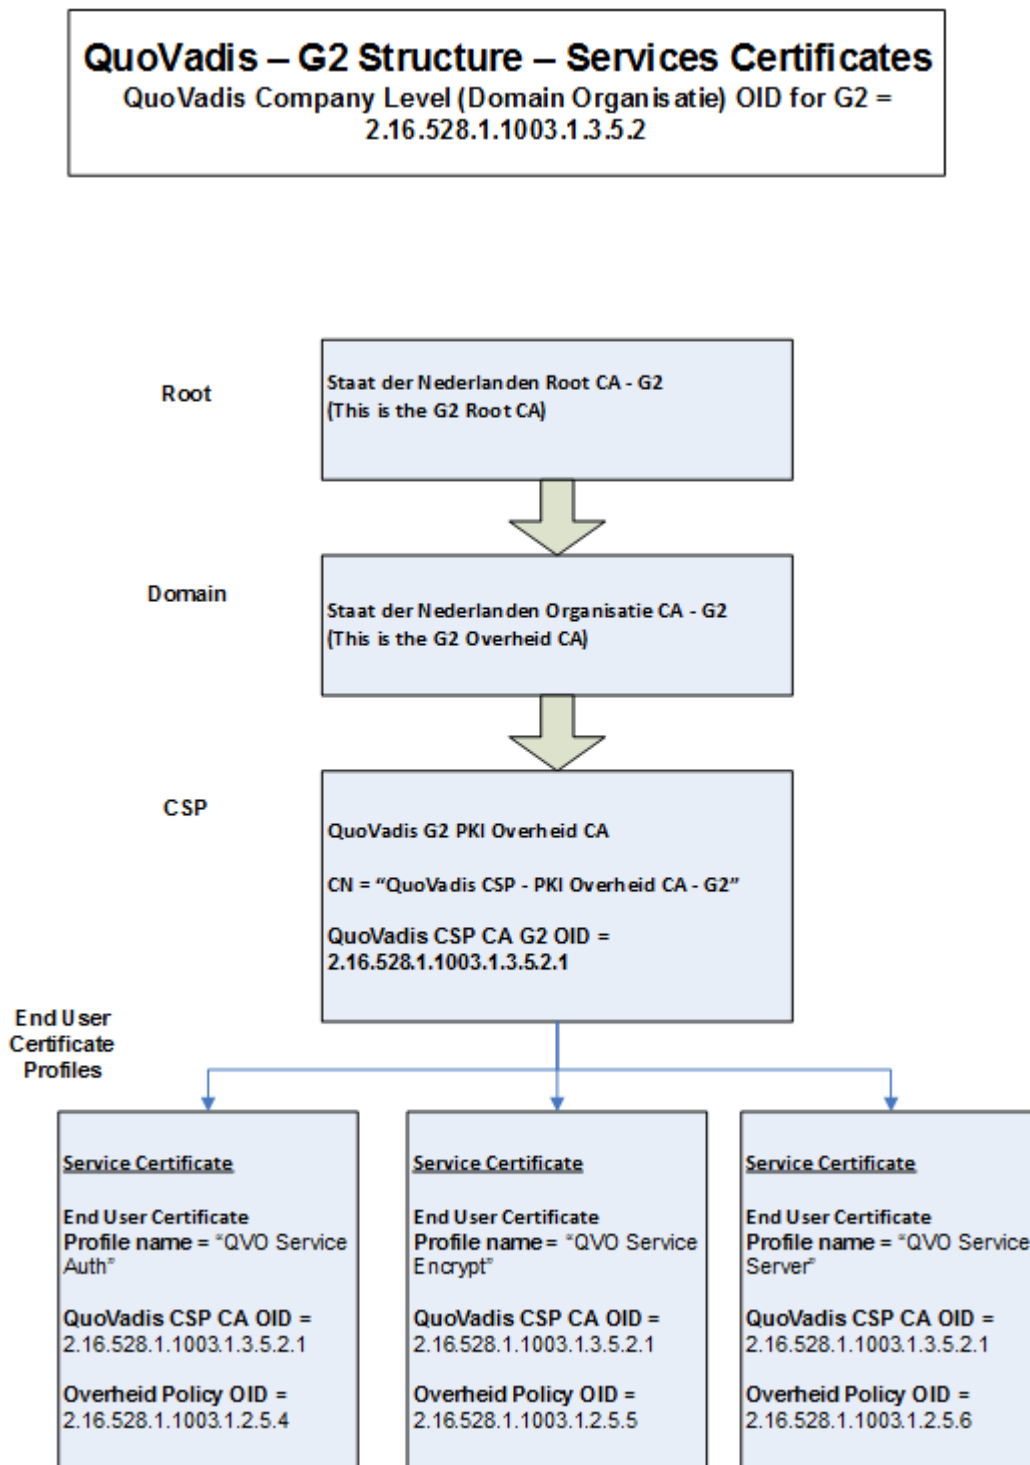 QuoVadis – G2 Structure – Services Certificates
QuoVadis Company Level (Domain Organisatie) OID for G2 =
2.16.528.1.1003.1.3.5.2
Root
Staat der Nederlanden Root CA - G2
(This is the G2 Root CA)
Domain
Staat der Nederlanden Organisatie CA - G2
(This is the G2 Overheid CA)
CSP
QuoVadis G2 PKI Overheid CA
CN = “QuoVadis CSP - PKI Overheid CA - G2”
QuoVadis CSP CA G2 OID =
2.16.528.1.1003.1.3.5.2.1
End User
Certificate
Profiles
Service Certificate
End User Certificate
Profile name = “QVO Service
Auth”
QuoVadis CSP CA OID =
2.16.528.1.1003.1.3.5.2.1
Overheid Policy OID =
2.16.528.1.1003.1.2.5.4
Service Certificate
End User Certificate
Profile name = “QVO Service
Encrypt”
QuoVadis CSP CA OID =
2.16.528.1.1003.1.3.5.2.1
Overheid Policy OID =
2.16.528.1.1003.1.2.5.5
Service Certificate
End User Certificate
Profile name = “QVO Service
Server”
QuoVadis CSP CA OID =
2.16.528.1.1003.1.3.5.2.1
Overheid Policy OID =
2.16.528.1.1003.1.2.5.6